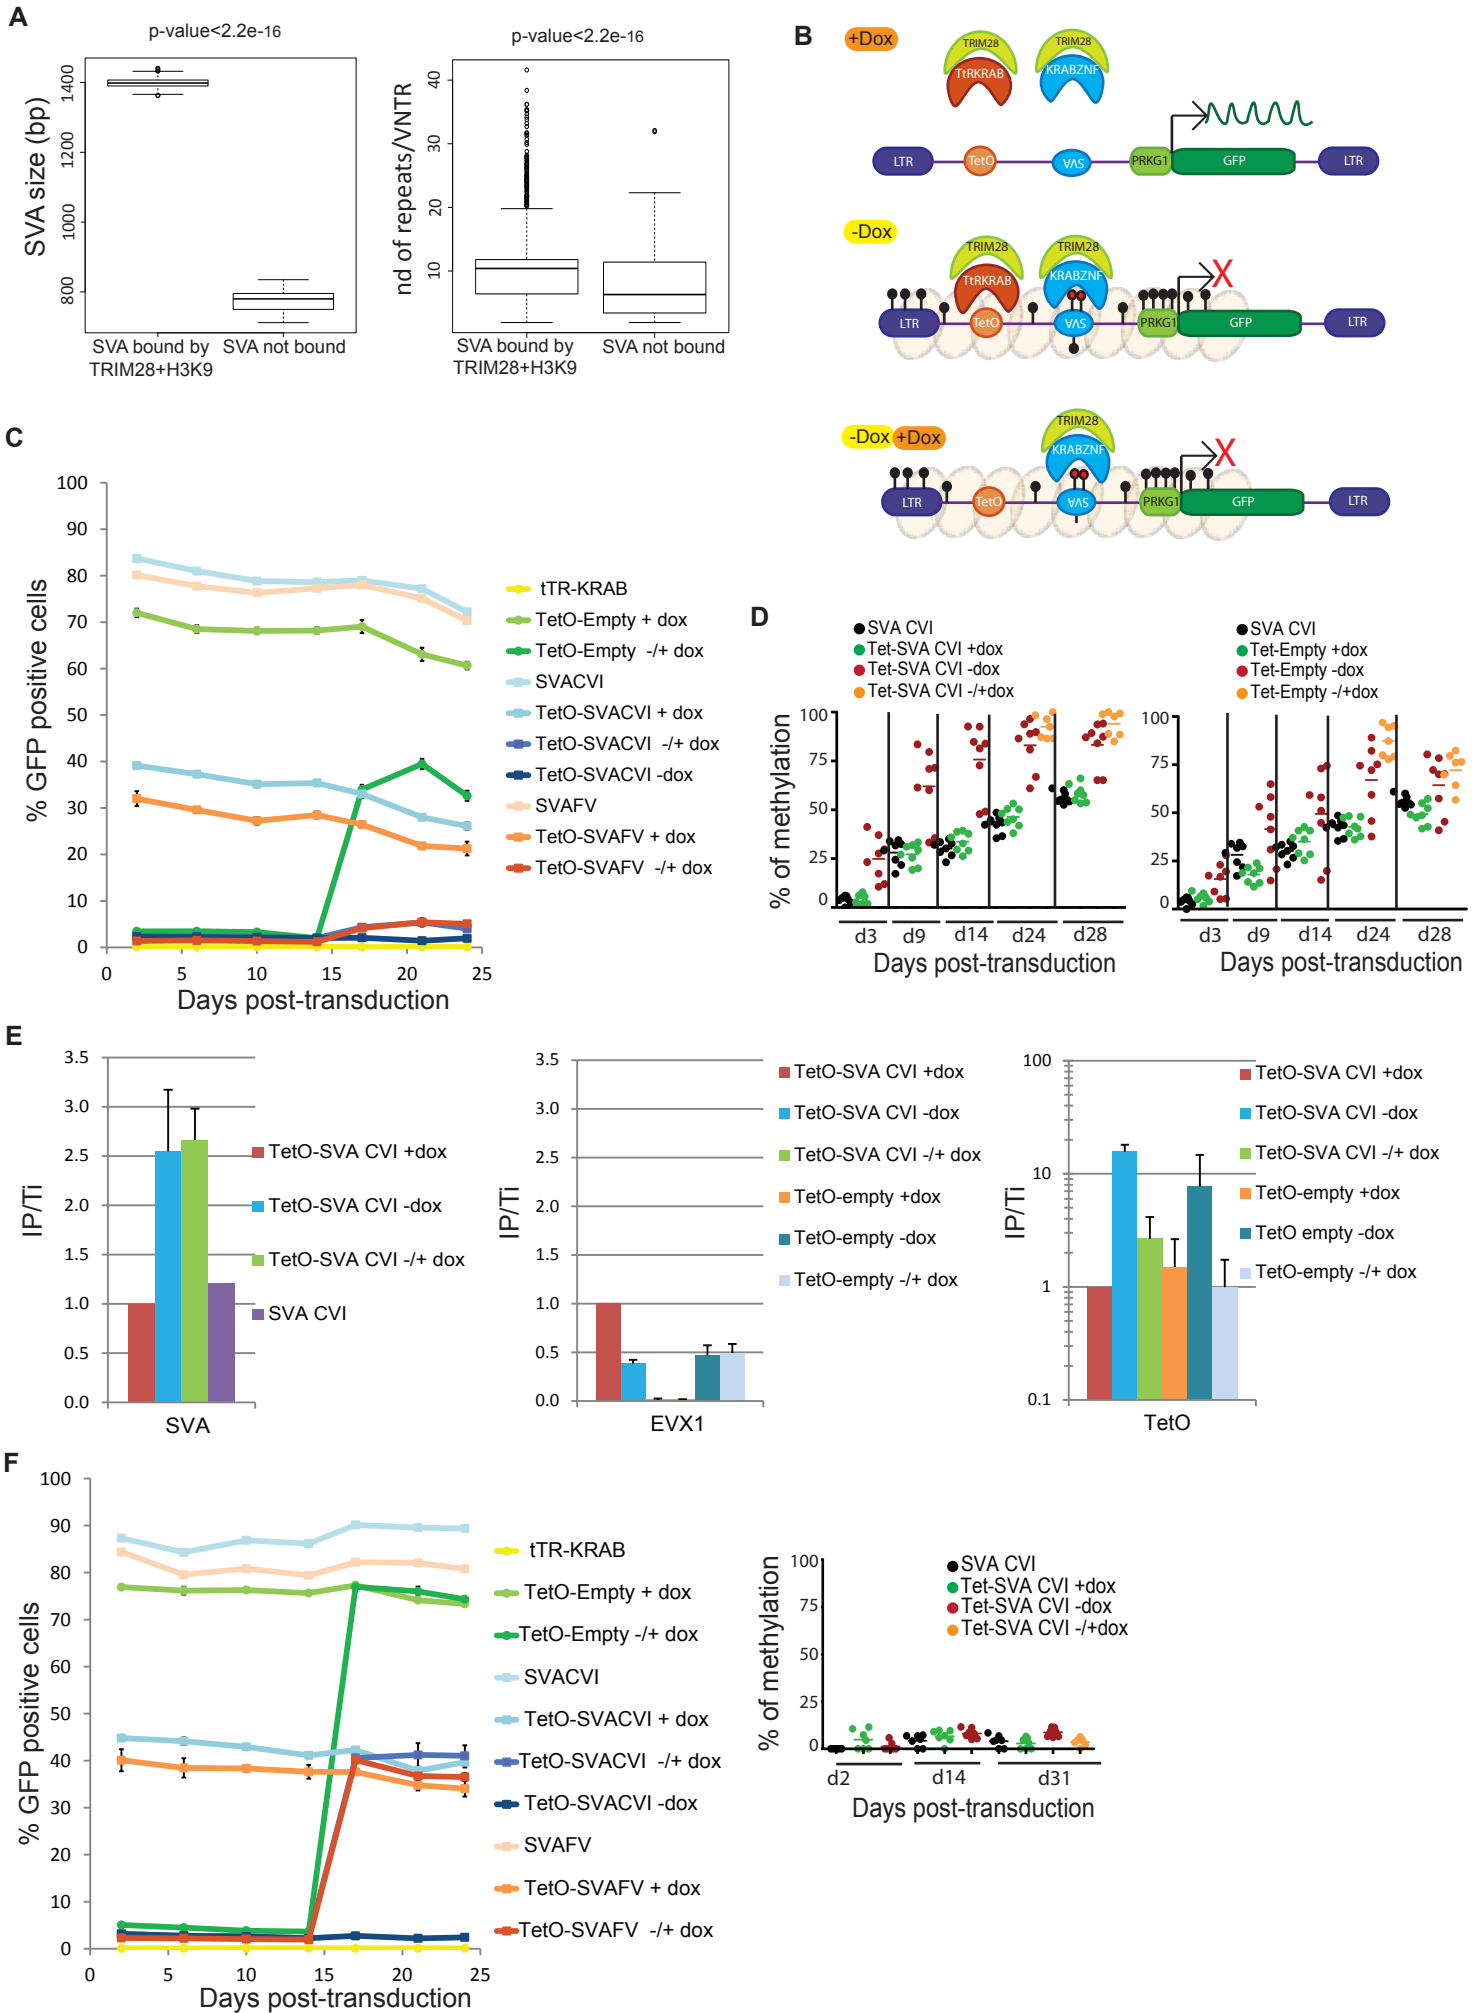 A
p-value<2.2e-16
SVA size (bp)
1400
1200
1000
800
SVA bound by
TRIM28+H3K9
SVA not bound
p-value<2.2e-16
nd of repeats/VNTR
40
30
20
10
SVA bound by
TRIM28+H3K9
SVA not bound
B
+Dox
TRIM28
TRIM28
TtRKRAB
KRABZNF
LTR
TetO
SVA
PRKG1
GFP
LTR
-Dox
TRIM28
TRIM28
TtRKRAB
KRABZNF
X
LTR
TetO
SVA
PRKG1
GFP
LTR
-Dox +Dox
TRIM28
KRABZNF
X
LTR
TetO
SVA
PRKG1
GFP
LTR
C
% GFP positive cells
100
90
80
70
60
50
40
30
20
10
0
0 5 10 15 20 25
Days post-transduction
tTR-KRAB
TetO-Empty + dox
TetO-Empty -/+ dox
SVACVI
TetO-SVACVI + dox
TetO-SVACVI -/+ dox
TetO-SVACVI -dox
SVAFV
TetO-SVAFV + dox
TetO-SVAFV -/+ dox
D
SVA CVI
Tet-SVA CVI +dox
Tet-SVA CVI -dox
Tet-SVA CVI -/+dox
% of methylation
100
75
50
25
0
d3 d9 d14 d24 d28
Days post-transduction
SVA CVI
Tet-Empty +dox
Tet-Empty -dox
Tet-Empty -/+dox
100
75
50
25
0
d3 d9 d14 d24 d28
Days post-transduction
E
IP/Ti
3.5
3.0
2.5
2.0
1.5
1.0
0.5
0.0
SVA
TetO-SVA CVI +dox
TetO-SVA CVI -dox
TetO-SVA CVI -/+ dox
SVA CVI
IP/Ti
3.5
3.0
2.5
2.0
1.5
1.0
0.5
0.0
EVX1
TetO-SVA CVI +dox
TetO-SVA CVI -dox
TetO-SVA CVI -/+ dox
TetO-empty +dox
TetO-empty -dox
TetO-empty -/+ dox
IP/Ti
100
10
1
0.1
TetO
TetO-SVA CVI +dox
TetO-SVA CVI -dox
TetO-SVA CVI -/+ dox
TetO-empty +dox
TetO empty -dox
TetO-empty -/+ dox
F
% GFP positive cells
100
90
80
70
60
50
40
30
20
10
0
0 5 10 15 20 25
Days post-transduction
tTR-KRAB
TetO-Empty + dox
TetO-Empty -/+ dox
SVACVI
TetO-SVACVI + dox
TetO-SVACVI -/+ dox
TetO-SVACVI -dox
SVAFV
TetO-SVAFV + dox
TetO-SVAFV -/+ dox
% of methylation
100
75
50
25
0
SVA CVI
Tet-SVA CVI +dox
Tet-SVA CVI -dox
Tet-SVA CVI -/+dox
d2 d14 d31
Days post-transduction